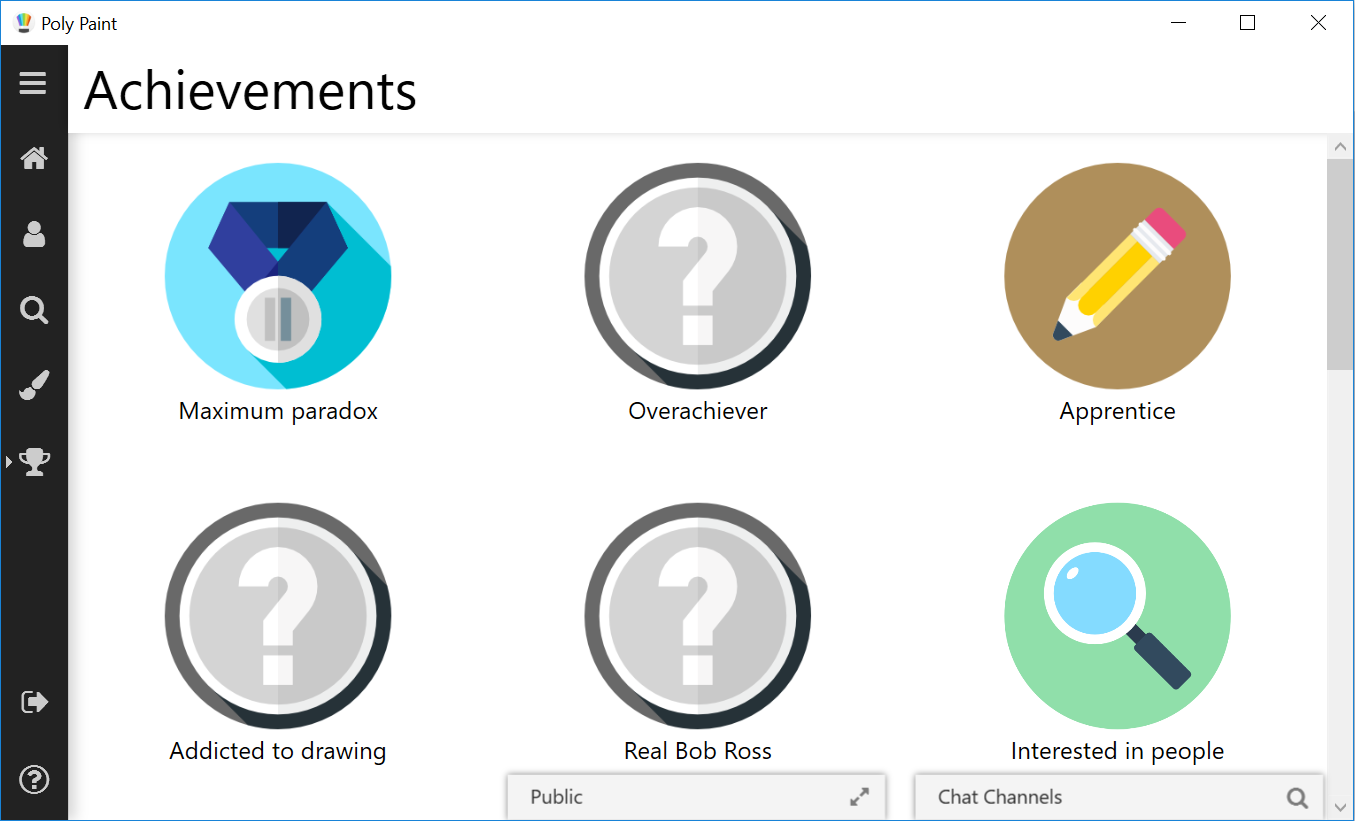 Poly Paint
Achievements
Maximum paradox
Overachiever
Apprentice
Addicted to drawing
Real Bob Ross
Interested in people
Public
Chat Channels